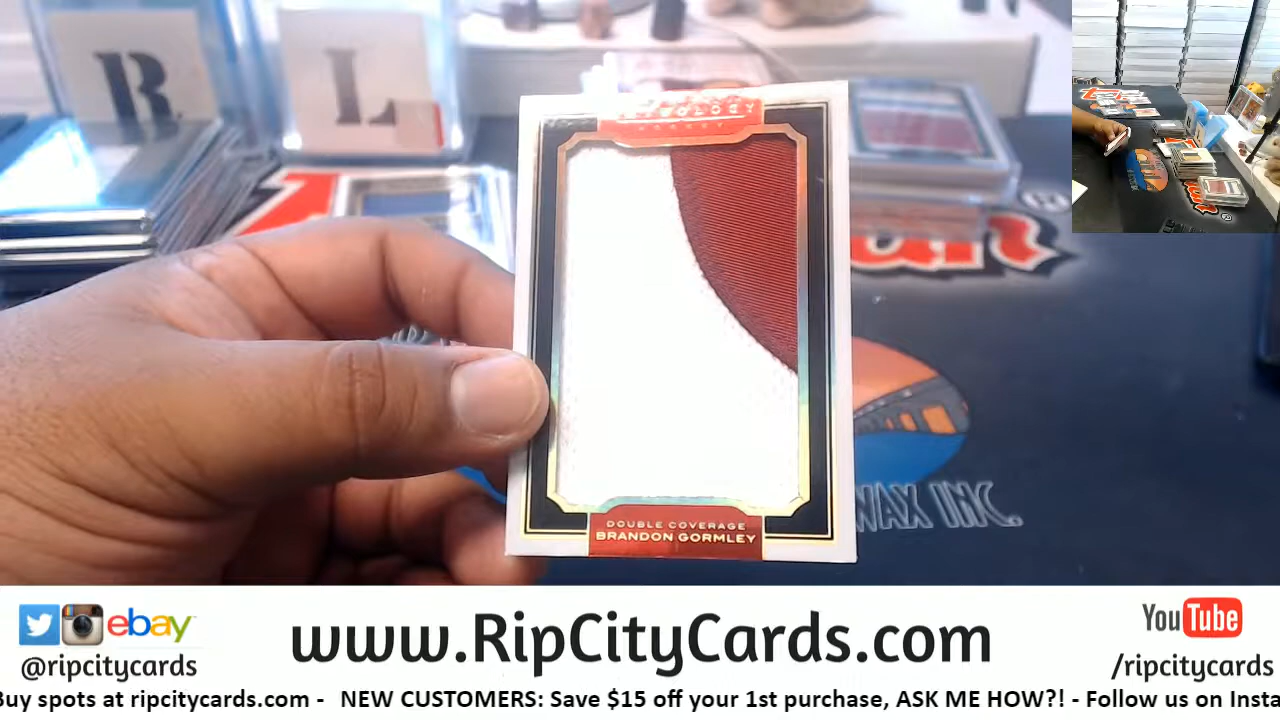 R
L
DOUBLE COVERAGE
BRANDON GORMLEY
WAX INC.
ebay
@ripcitycards
www.RipCityCards.com
YouTube
/ripcitycards
Buy spots at ripcitycards.com - NEW CUSTOMERS: Save $15 off your 1st purchase, ASK ME HOW?! - Follow us on Insta